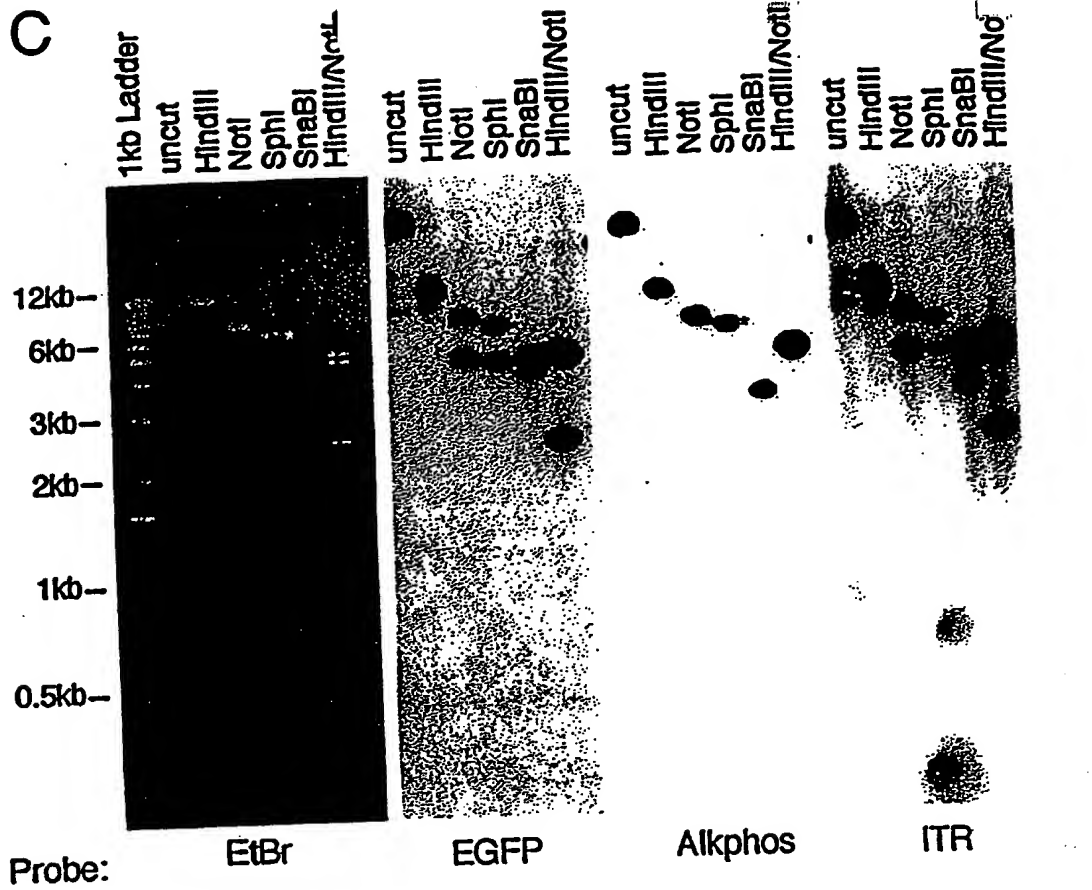 C
1kb Ladder
uncut
HindIII
NotI
SphI
SnaBI
HindIII/NotI
uncut
HindIII
NotI
SphI
SnaBI
HindIII/NotI
uncut
HindIII
NotI
SphI
SnaBI
HindIII/NotI
uncut
HindIII
NotI
SphI
SnaBI
HindIII/No
12kb
6kb
3kb
2kb
1kb
0.5kb
Probe:
EtBr
EGFP
Alkphos
ITR